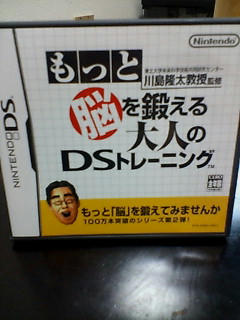 もっと
Nintendo
東北大学未来科学技術共同研究センター
川島隆太教授監修
脳を鍛える
大人の
DSトレーニング
TM
NINTENDO DS
もっと「脳」を鍛えてみませんか
100万本突破のシリーズ第2弾!